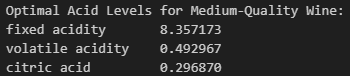 Optimal Acid Levels for Medium-Quality Wine:
fixed acidity       8.357173
volatile acidity    0.492967
citric acid         0.296870